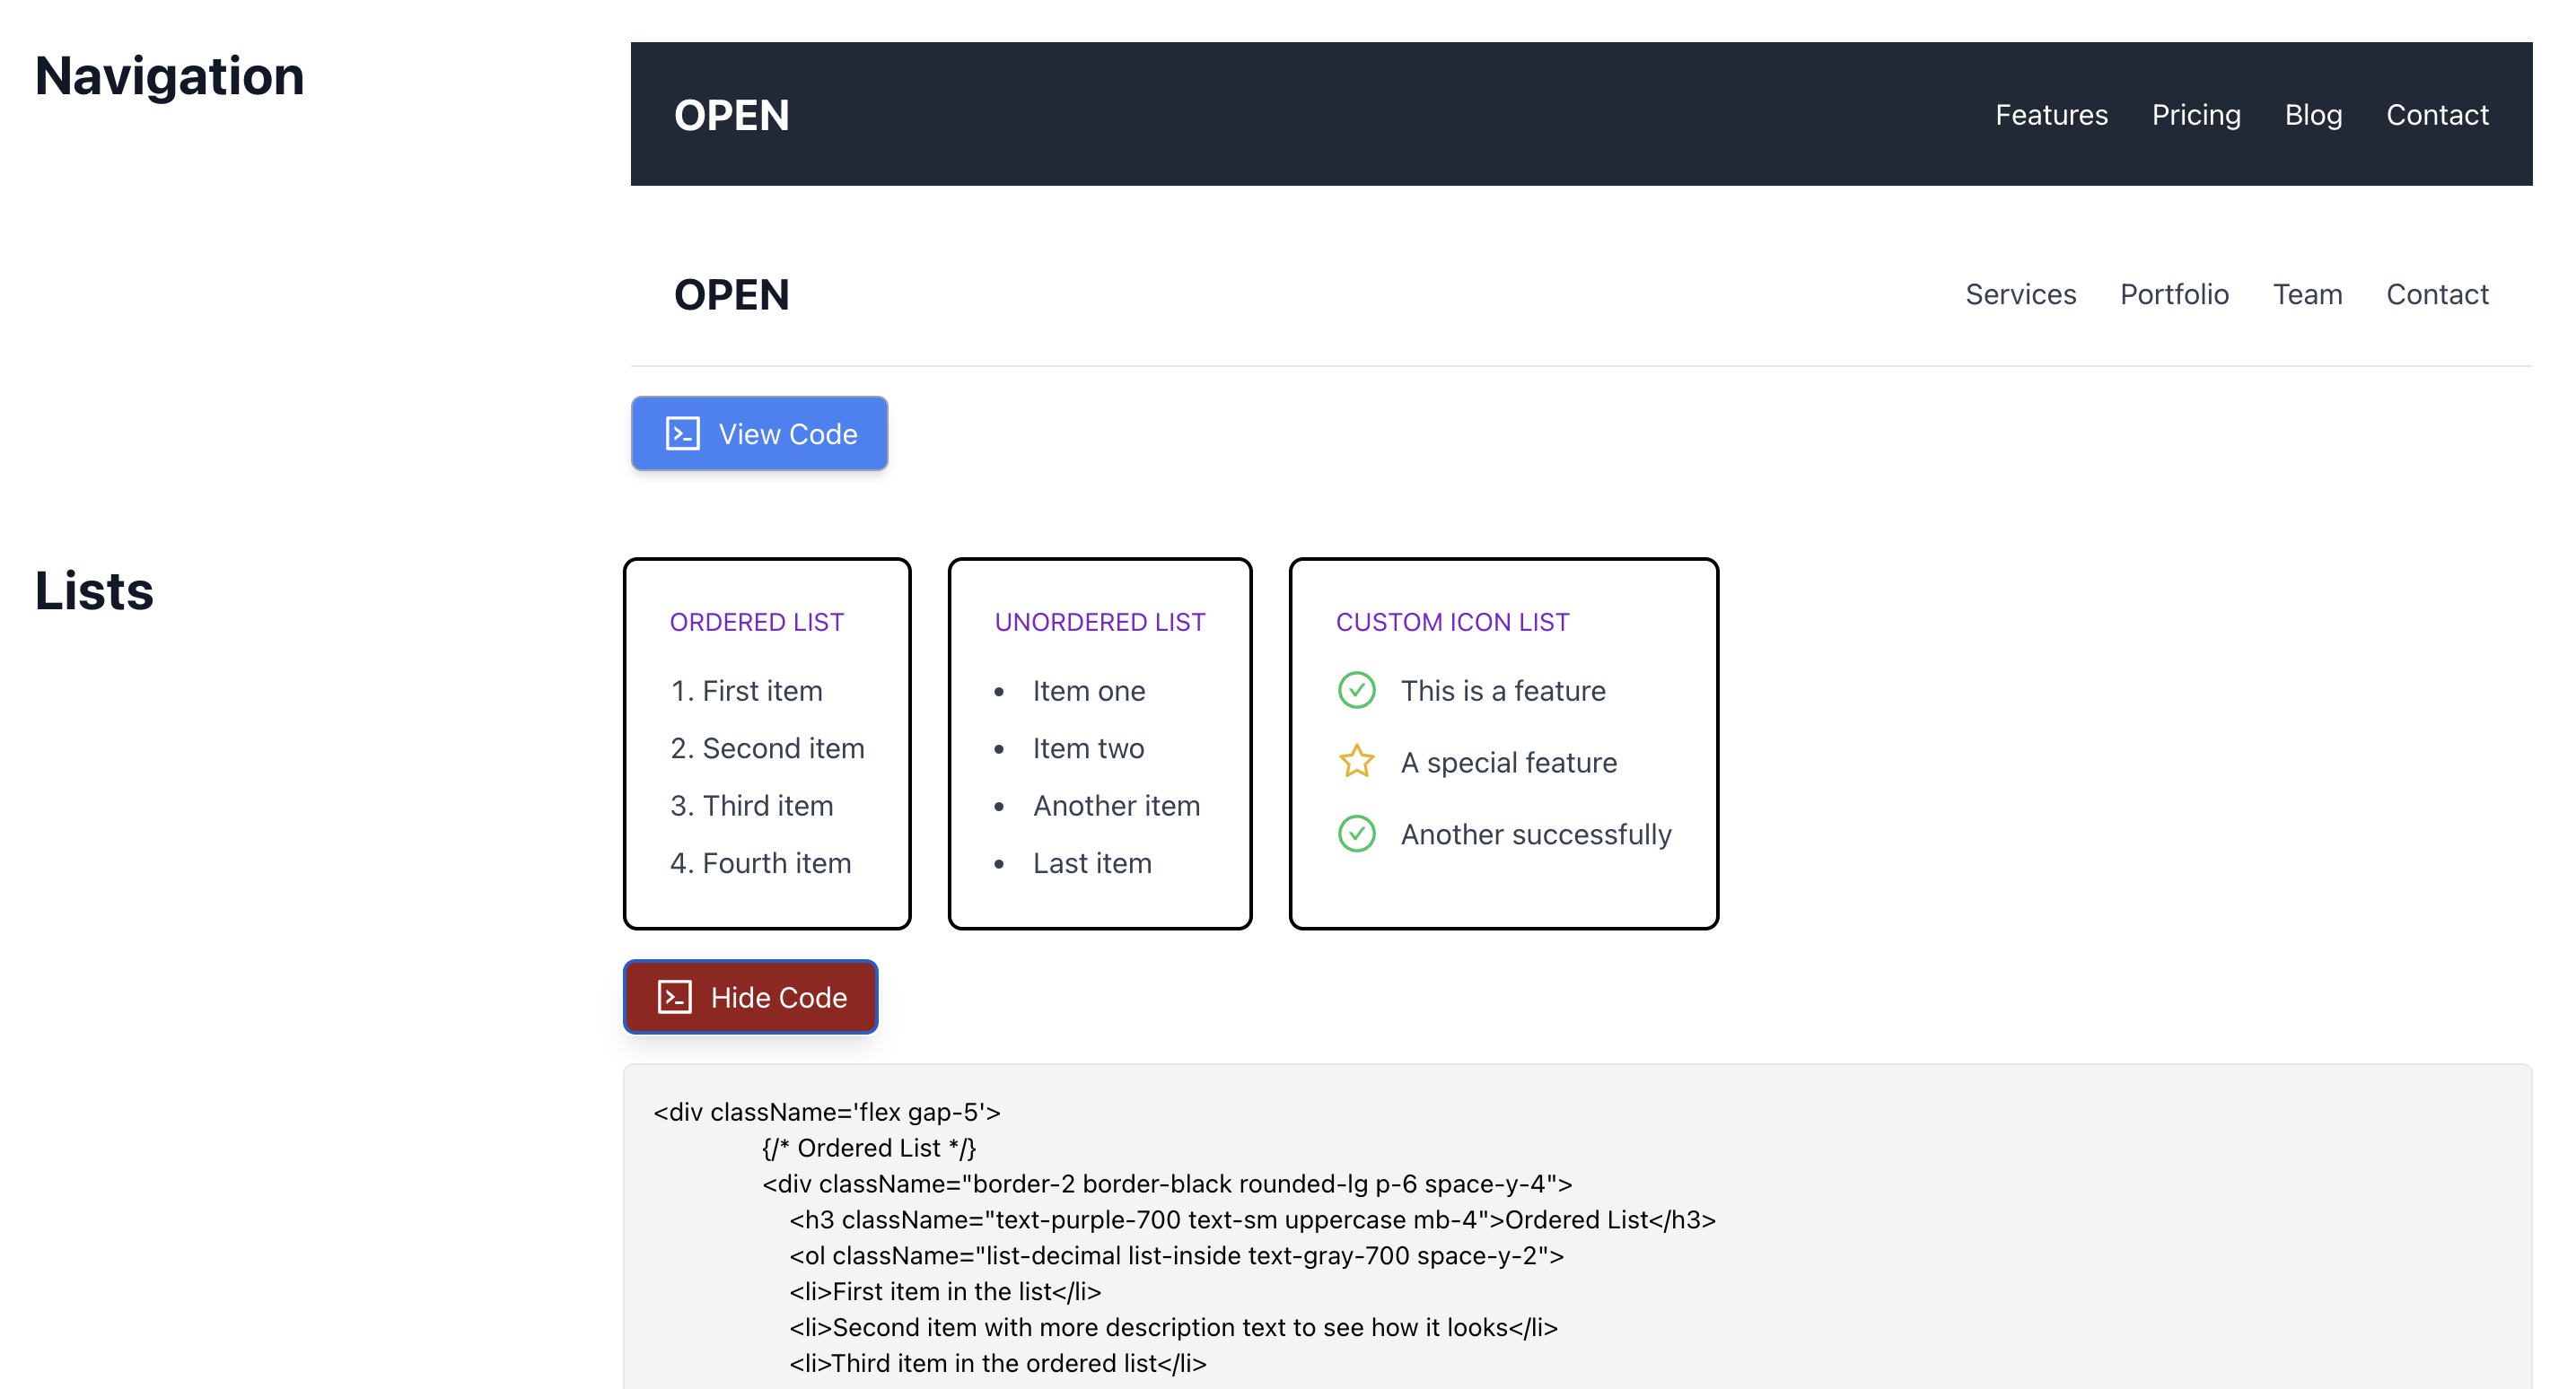 Navigation
OPEN
Features Pricing Blog Contact
OPEN
Services Portfolio Team Contact
View Code
Lists
ORDERED LIST
1. First item
2. Second item
3. Third item
4. Fourth item
UNORDERED LIST
• Item one
• Item two
• Another item
• Last item
CUSTOM ICON LIST
This is a feature
A special feature
Another successfully
Hide Code
<div className='flex gap-5'>
{/* Ordered List */}
<div className="border-2 border-black rounded-lg p-6 space-y-4">
<h3 className="text-purple-700 text-sm uppercase mb-4">Ordered List</h3>
<ol className="list-decimal list-inside text-gray-700 space-y-2">
<li>First item in the list</li>
<li>Second item with more description text to see how it looks</li>
<li>Third item in the ordered list</li>